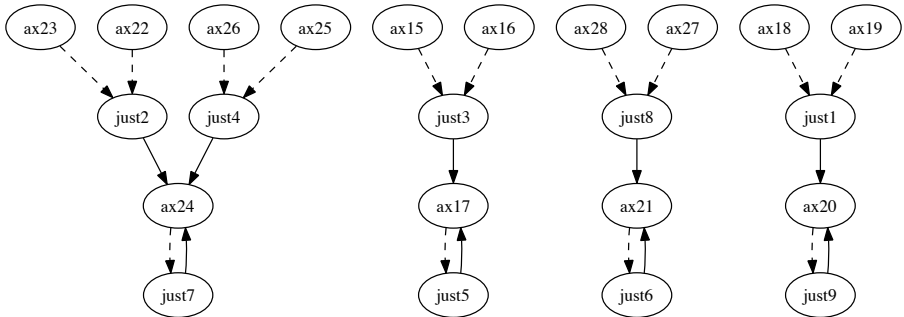 ax23 ax22 ax26 ax25 ax15 ax16 ax28 ax27 ax18 ax19
just2 just4 just3 just8 just1
ax24 ax17 ax21 ax20
just7 just5 just6 just9